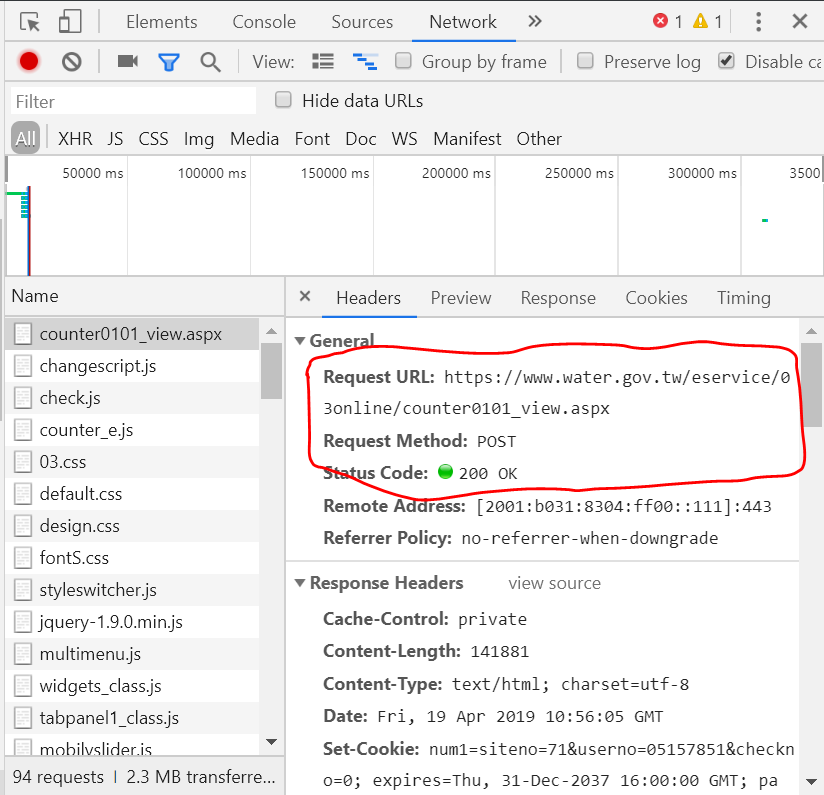 Elements Console Sources Network » 1 1
View: Group by frame Preserve log Disable ca
Filter Hide data URLs
All XHR JS CSS Img Media Font Doc WS Manifest Other
50000 ms 100000 ms 150000 ms 200000 ms 250000 ms 300000 ms 3500
Name
counter0101_view.aspx
changescript.js
check.js
counter_e.js
03.css
default.css
design.css
fontS.css
styleswitcher.js
jquery-1.9.0.min.js
multimenu.js
widgets_class.js
tabpanel1_class.js
mobilyslider.js
94 requests | 2.3 MB transferre...
× Headers Preview Response Cookies Timing
General
Request URL: https://www.water.gov.tw/eservice/0
3online/counter0101_view.aspx
Request Method: POST
Status Code: 200 OK
Remote Address: [2001:b031:8304:ff00::111]:443
Referrer Policy: no-referrer-when-downgrade
Response Headers view source
Cache-Control: private
Content-Length: 141881
Content-Type: text/html; charset=utf-8
Date: Fri, 19 Apr 2019 10:56:05 GMT
Set-Cookie: num1=siteno=71&userno=05157851&checkn
o=0; expires=Thu, 31-Dec-2037 16:00:00 GMT; pa